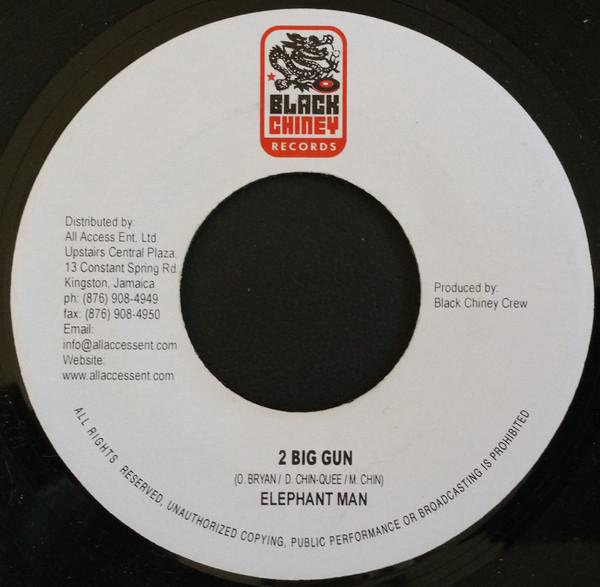 BLACK
CHINEY
RECORDS
Distributed by:
All Access Ent. Ltd.
Upstairs Central Plaza,
13 Constant Spring Rd.
Kingston, Jamaica
ph: (876) 908-4949
fax: (876) 908-4950
Email:
info@allaccessent.com
Website:
www.allaccessent.com
Produced by:
Black Chiney Crew
2 BIG GUN
(O. BRYAN / D. CHIN-QUEE / M. CHIN)
ELEPHANT MAN
ALL RIGHTS RESERVED, UNAUTHORIZED COPYING, PUBLIC PERFORMANCE OR BROADCASTING IS PROHIBITED